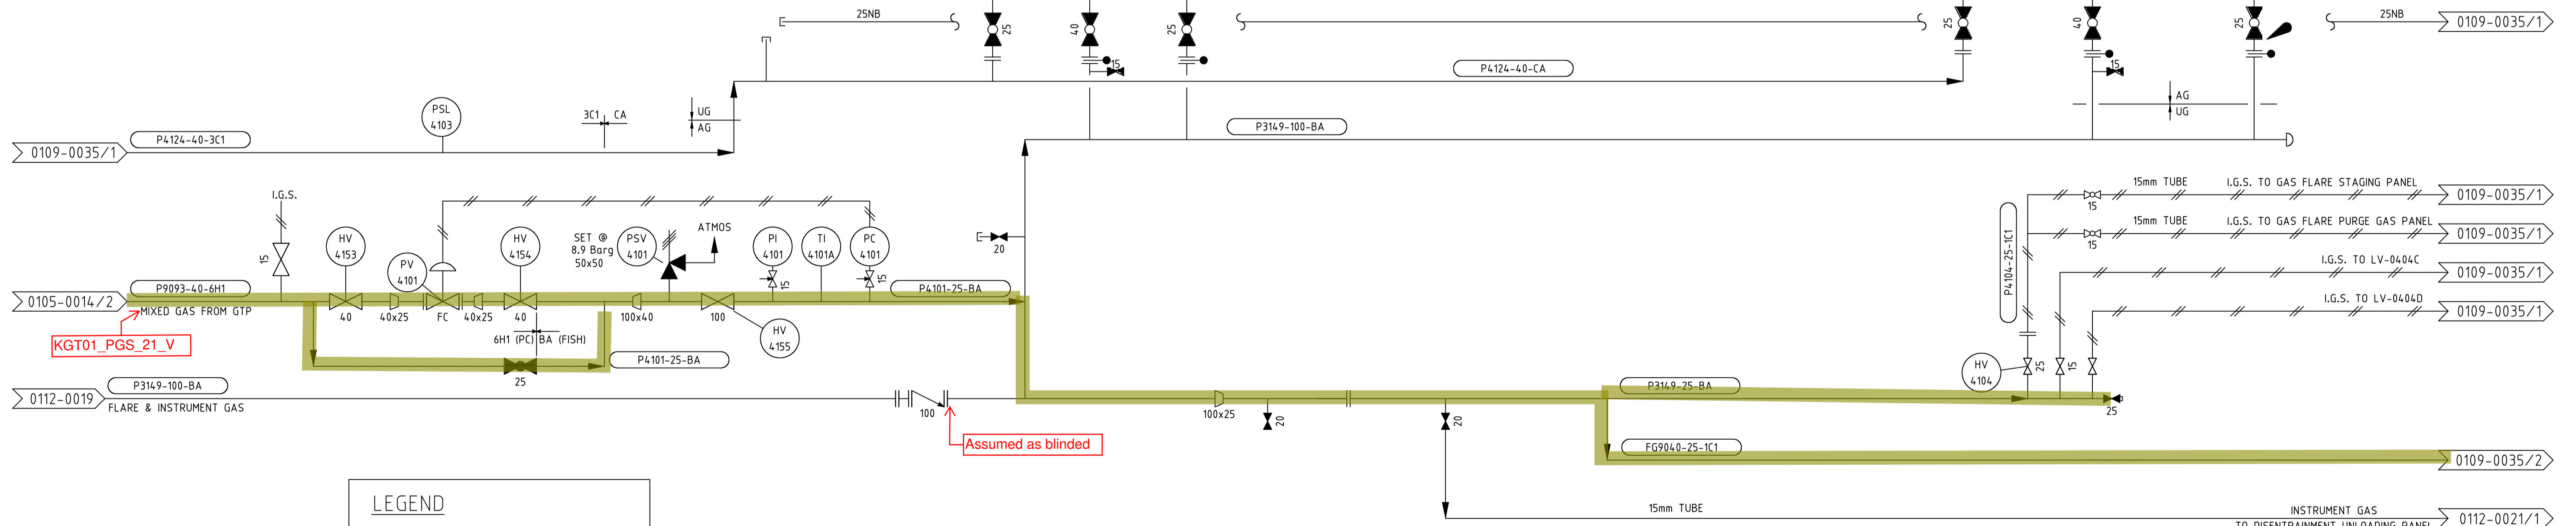 25NB
25
40
25
25
40
25
25NB
0109-0035/1
15
P4124-40-CA
15
PSL
4103
3C1
CA
UG
AG
AG
UG
P3149-100-BA
P4124-40-3C1
0109-0035/1
I.G.S.
15
HV
4153
PV
4101
HV
4154
SET @
8.9 Barg
50x50
PSV
4101
ATMOS
PI
4101
TI
4101A
PC
4101
15
15
20
P4104-25-1C1
15mm TUBE
I.G.S. TO GAS FLARE STAGING PANEL
0109-0035/1
15
15mm TUBE
I.G.S. TO GAS FLARE PURGE GAS PANEL
0109-0035/1
15
I.G.S. TO LV-0404C
0109-0035/1
I.G.S. TO LV-0404D
0109-0035/1
0105-0014/2
P9093-40-6H1
MIXED GAS FROM GTP
P4101-25-BA
40
40x25
FC
40x25
40
100x40
100
HV
4155
6H1 (PC)
BA (FISH)
KGT01_PGS_21_V
P4101-25-BA
25
HV
4104
25
15
P3149-100-BA
P3149-25-BA
0112-0019
FLARE & INSTRUMENT GAS
100
100x25
20
20
25
Assumed as blinded
FG9040-25-1C1
0109-0035/2
LEGEND
15mm TUBE
INSTRUMENT GAS
0112-0021/1
TO DISENTRAINMENT UNLOADING PANEL